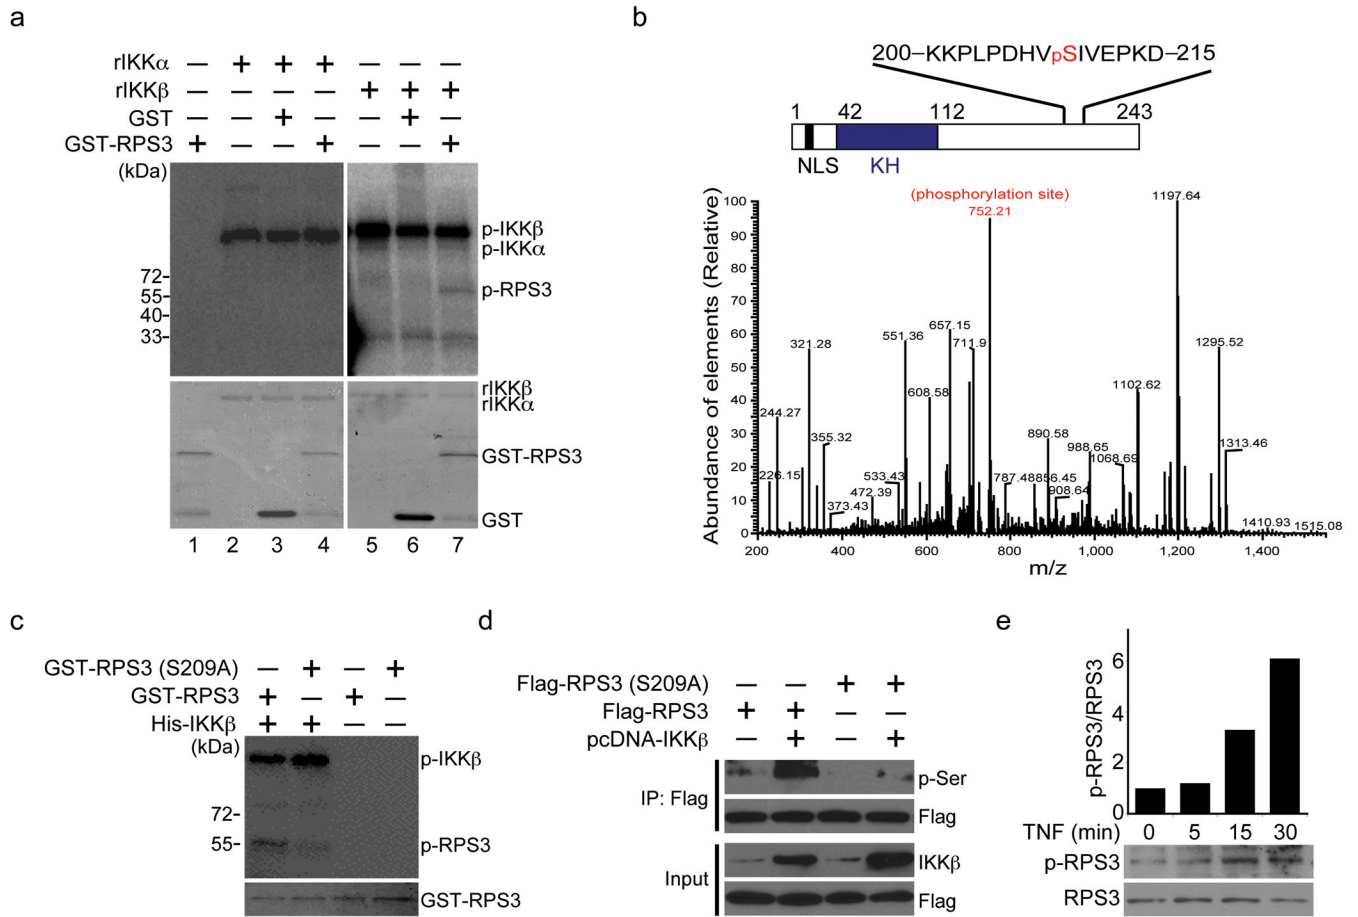 a
rIKKα — + + + — — —
rIKKβ — — — — + + +
GST — — + — — + —
GST-RPS3 + — — + — — +
(kDa)
p-IKKβ
p-IKKα
72-
p-RPS3
55-
40-
33-
rIKKβ
rIKKα
GST-RPS3
GST
1 2 3 4 5 6 7
b
200–KKPLPDHVpSIVEPKD–215
1 42 112 243
NLS KH
(phosphorylation site)
752.21
1197.64
321.28
551.36
657.15
711.9
1295.52
608.58
1102.62
244.27
355.32
890.58
988.65
1068.69
1313.46
226.15
533.43
787.48
856.45
472.39
908.64
373.43
1410.93
1515.08
100
90
80
70
60
50
40
30
20
10
0
Abundance of elements (Relative)
200 400 600 800 1,000 1,200 1,400
m/z
c
GST-RPS3 (S209A) — + — +
GST-RPS3 + — + —
His-IKKβ + + — —
(kDa)
p-IKKβ
72-
55-
p-RPS3
GST-RPS3
d
Flag-RPS3 (S209A) — — + +
Flag-RPS3 + + — —
pcDNA-IKKβ — + — +
IP: Flag
p-Ser
Flag
Input
IKKβ
Flag
e
p-RPS3/RPS3
6
4
2
0
TNF (min) 0 5 15 30
p-RPS3
RPS3